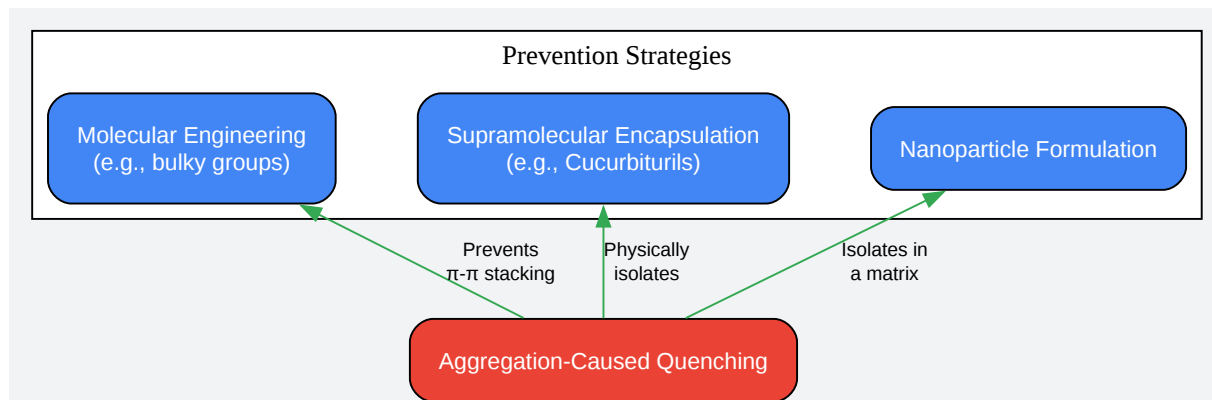 Prevention Strategies
Molecular Engineering
(e.g., bulky groups)
Supramolecular Encapsulation
(e.g., Cucurbiturils)
Nanoparticle Formulation
Prevents
π-π stacking
Physically
isolates
Isolates in
a matrix
Aggregation-Caused Quenching